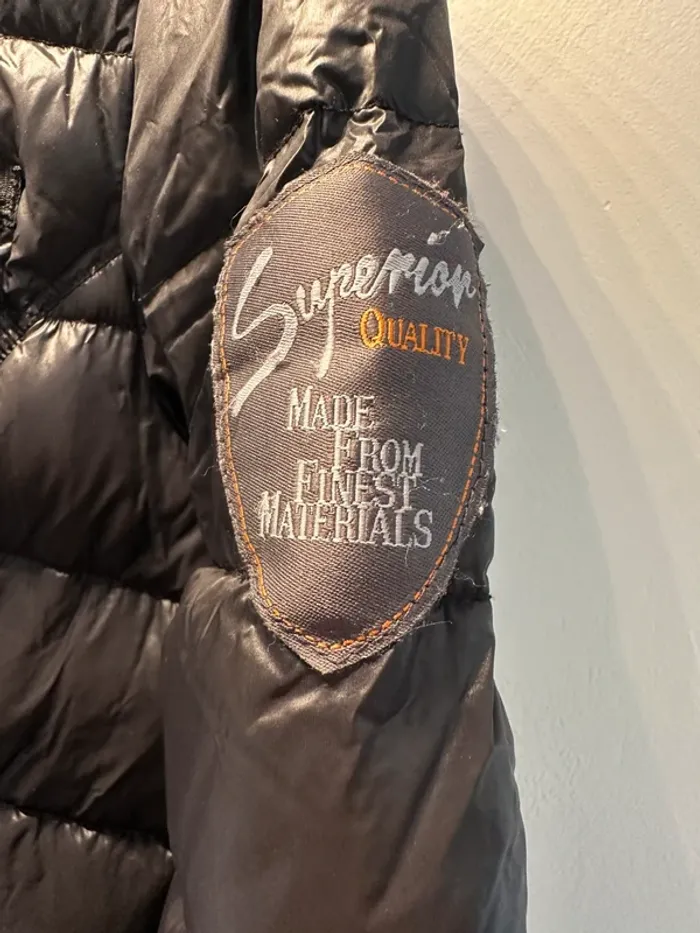 Superior
QUALITY
MADE
FROM
FINEST
MATERIALS